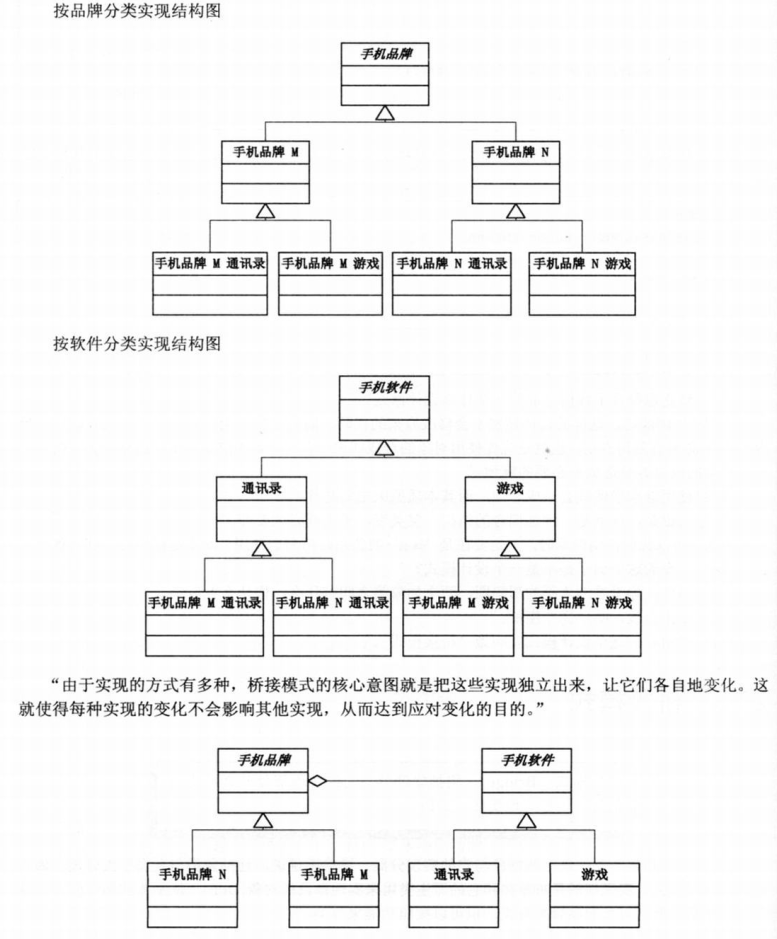 按品牌分类实现结构图
手机品牌
手机品牌 M
手机品牌 N
手机品牌 M 通讯录
手机品牌 M 游戏
手机品牌 N 通讯录
手机品牌 N 游戏
按软件分类实现结构图
手机软件
通讯录
游戏
手机品牌 M 通讯录
手机品牌 N 通讯录
手机品牌 M 游戏
手机品牌 N 游戏
“由于实现的方式有多种，桥接模式的核心意图就是把这些实现独立出来，让它们各自地变化。这
就使得每种实现的变化不会影响其他实现，从而达到应对变化的目的。”
手机品牌
手机软件
手机品牌 N
手机品牌 M
通讯录
游戏